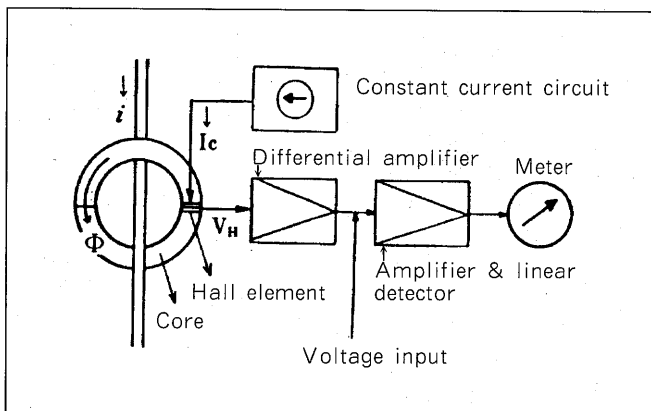 Constant current circuit
i
Ic
Differential amplifier
Meter
Φ
VH
Hall element
Amplifier & linear
detector
Core
Voltage input